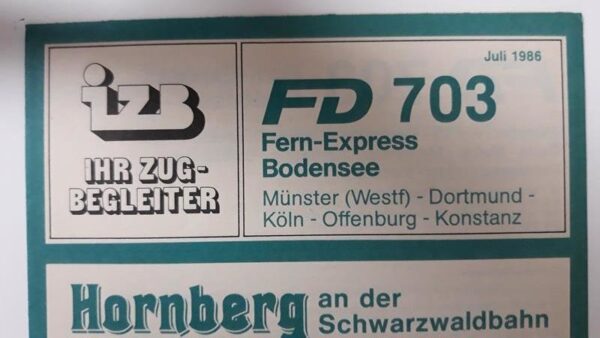 izb
IHR ZUG-
BEGLEITER
Juli 1986
FD 703
Fern-Express
Bodensee
Münster (Westf) - Dortmund -
Köln - Offenburg - Konstanz
Hornberg an der
Schwarzwaldbahn